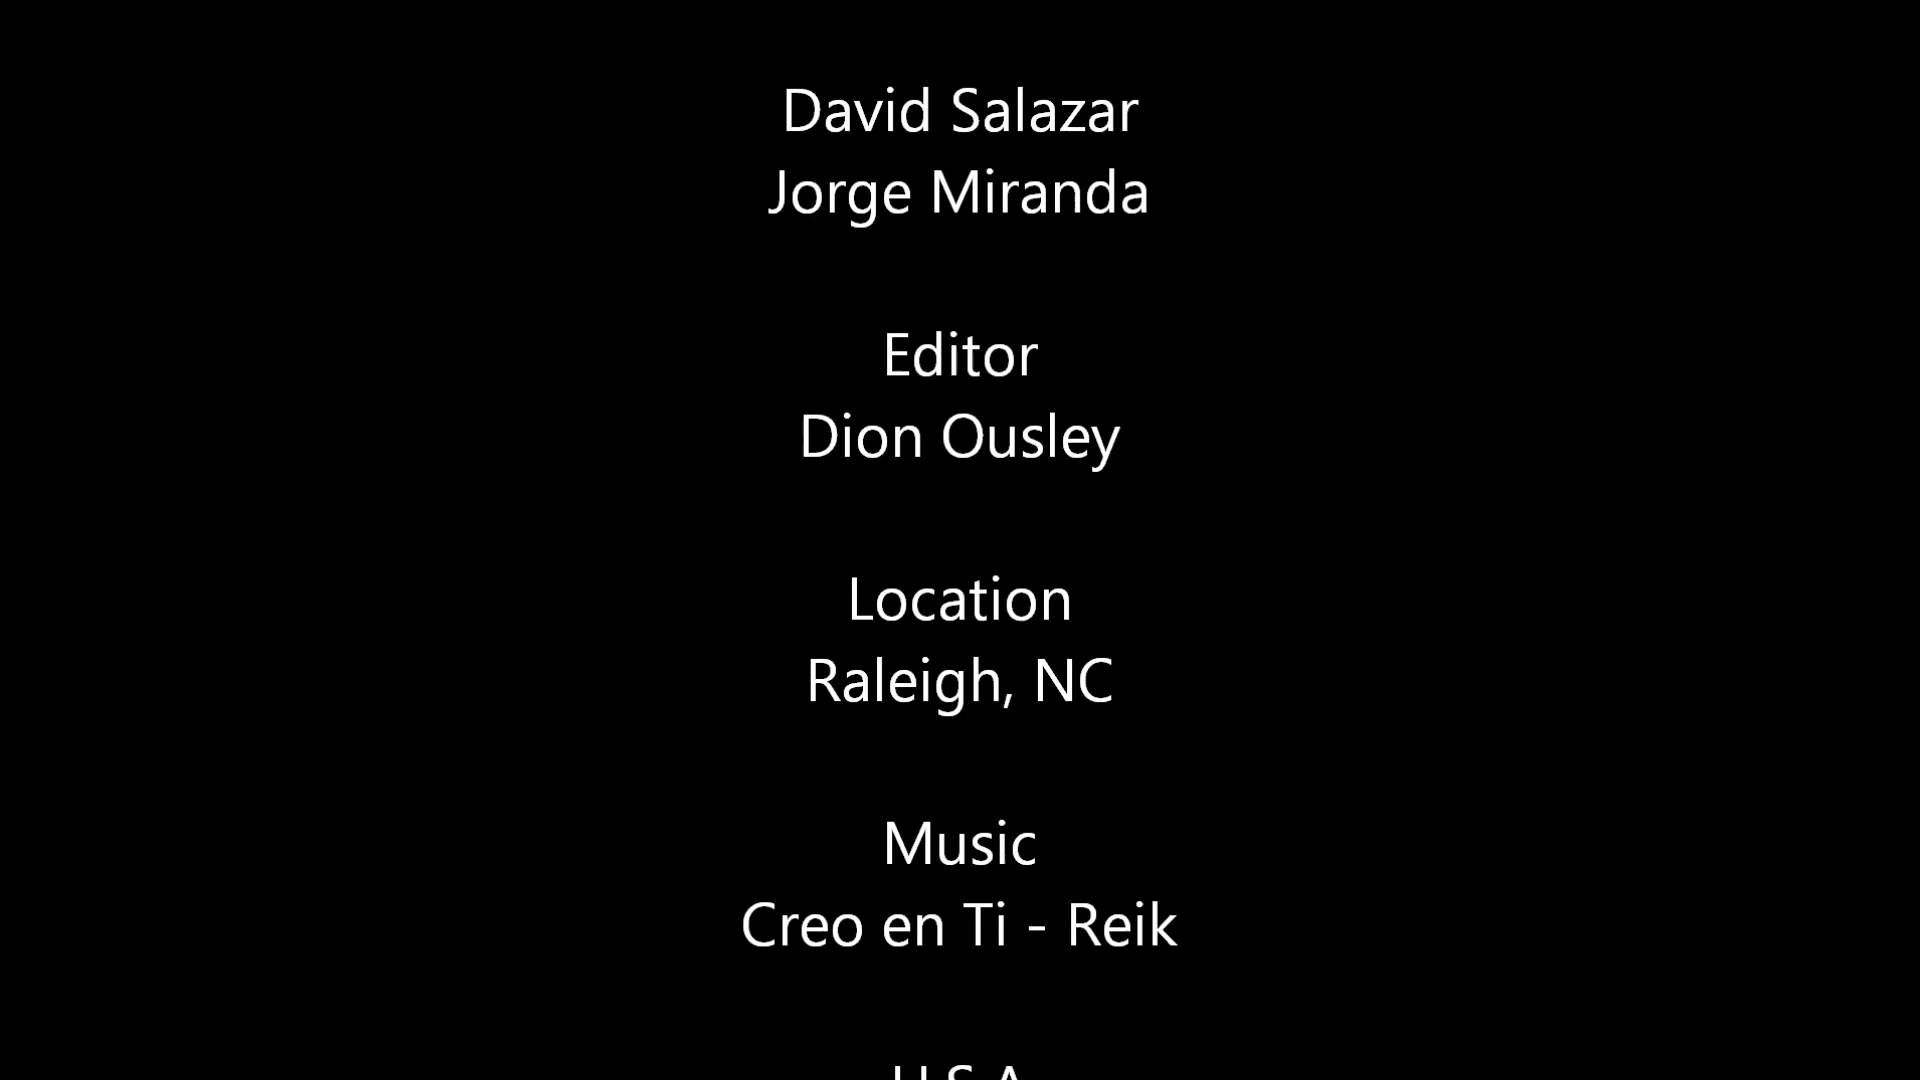 David Salazar
Jorge Miranda
Editor
Dion Ousley
Location
Raleigh, NC
Music
Creo en Ti - Reik